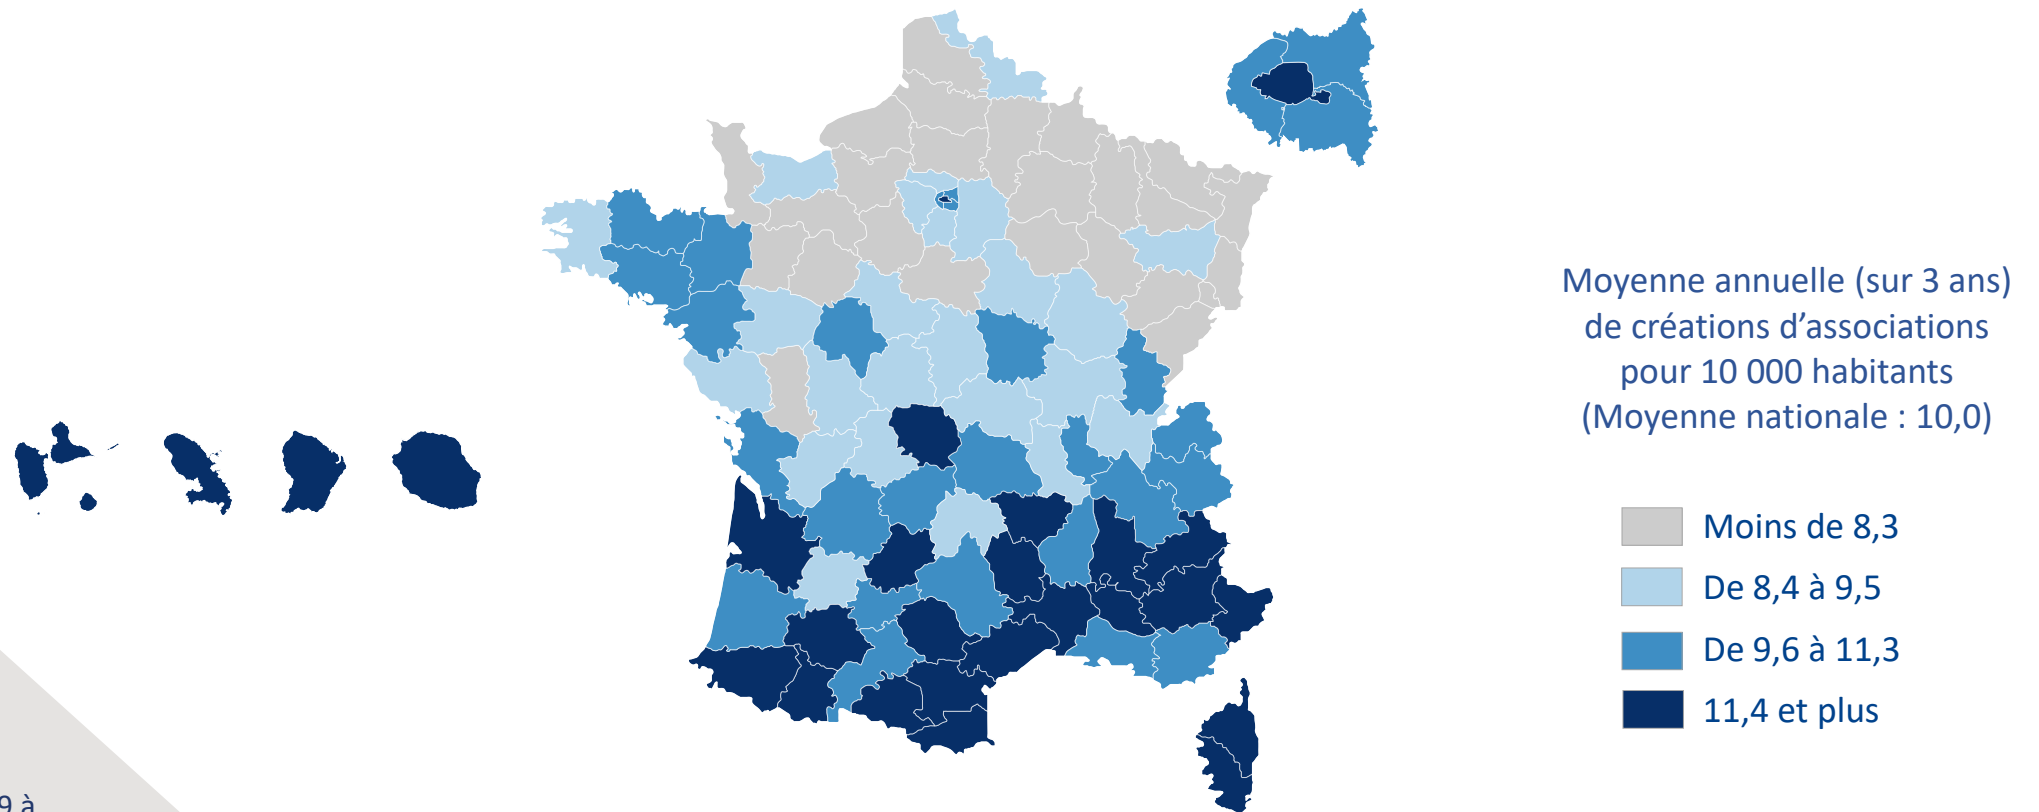 Moyenne annuelle (sur 3 ans)
de créations d’associations
pour 10 000 habitants
(Moyenne nationale : 10,0)
Moins de 8,3
De 8,4 à 9,5
De 9,6 à 11,3
11,4 et plus
9 à